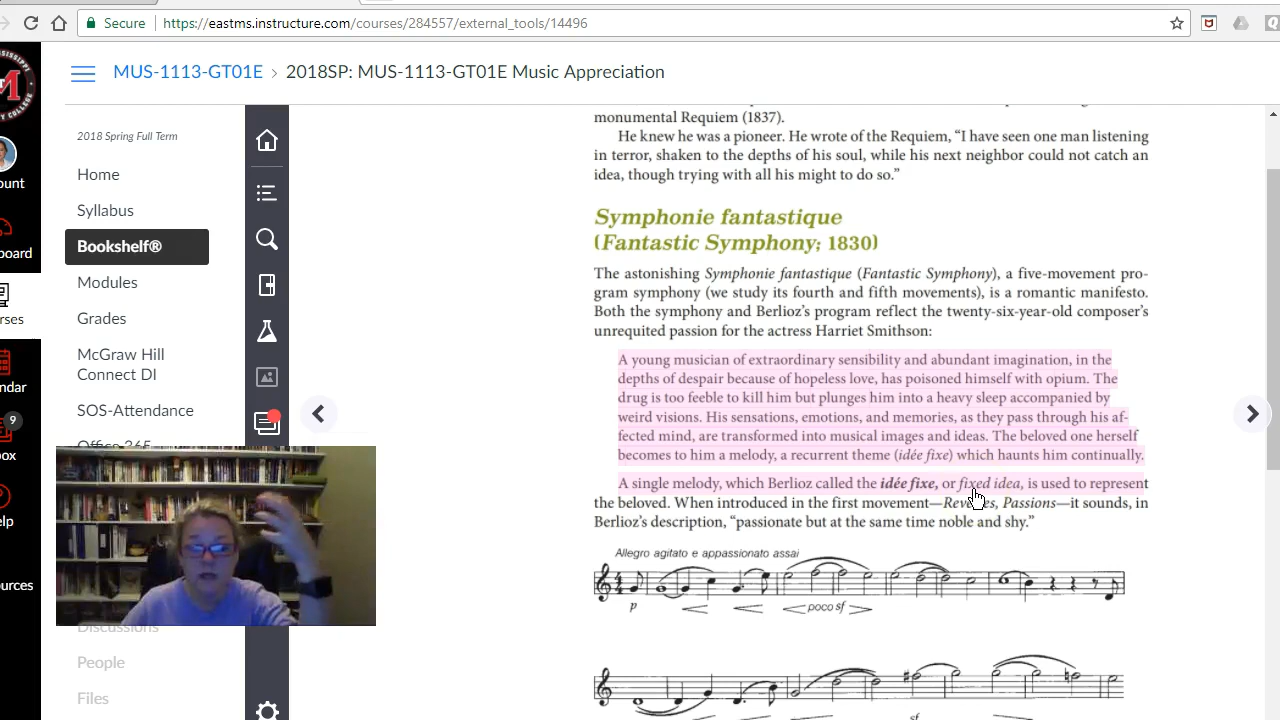 Secure
https://eastms.instructure.com/courses/284557/external_tools/14496
MUS-1113-GT01E > 2018SP: MUS-1113-GT01E Music Appreciation
2018 Spring Full Term
Home
Syllabus
Bookshelf®
Modules
Grades
McGraw Hill
Connect DI
SOS-Attendance
Discussions
People
Files
ount
board
rses
ndar
9
box
elp
ources
monumental Requiem (1837).
He knew he was a pioneer. He wrote of the Requiem, “I have seen one man listening
in terror, shaken to the depths of his soul, while his next neighbor could not catch an
idea, though trying with all his might to do so.”
Symphonie fantastique
(Fantastic Symphony; 1830)
The astonishing Symphonie fantastique (Fantastic Symphony), a five-movement pro-
gram symphony (we study its fourth and fifth movements), is a romantic manifesto.
Both the symphony and Berlioz’s program reflect the twenty-six-year-old composer’s
unrequited passion for the actress Harriet Smithson:
A young musician of extraordinary sensibility and abundant imagination, in the
depths of despair because of hopeless love, has poisoned himself with opium. The
drug is too feeble to kill him but plunges him into a heavy sleep accompanied by
weird visions. His sensations, emotions, and memories, as they pass through his af-
fected mind, are transformed into musical images and ideas. The beloved one herself
becomes to him a melody, a recurrent theme (idée fixe) which haunts him continually.
A single melody, which Berlioz called the idée fixe, or fixed idea, is used to represent
the beloved. When introduced in the first movement—Reveries, Passions—it sounds, in
Berlioz’s description, “passionate but at the same time noble and shy.”
Allegro agitato e appassionato assai
p
poco sf
sf